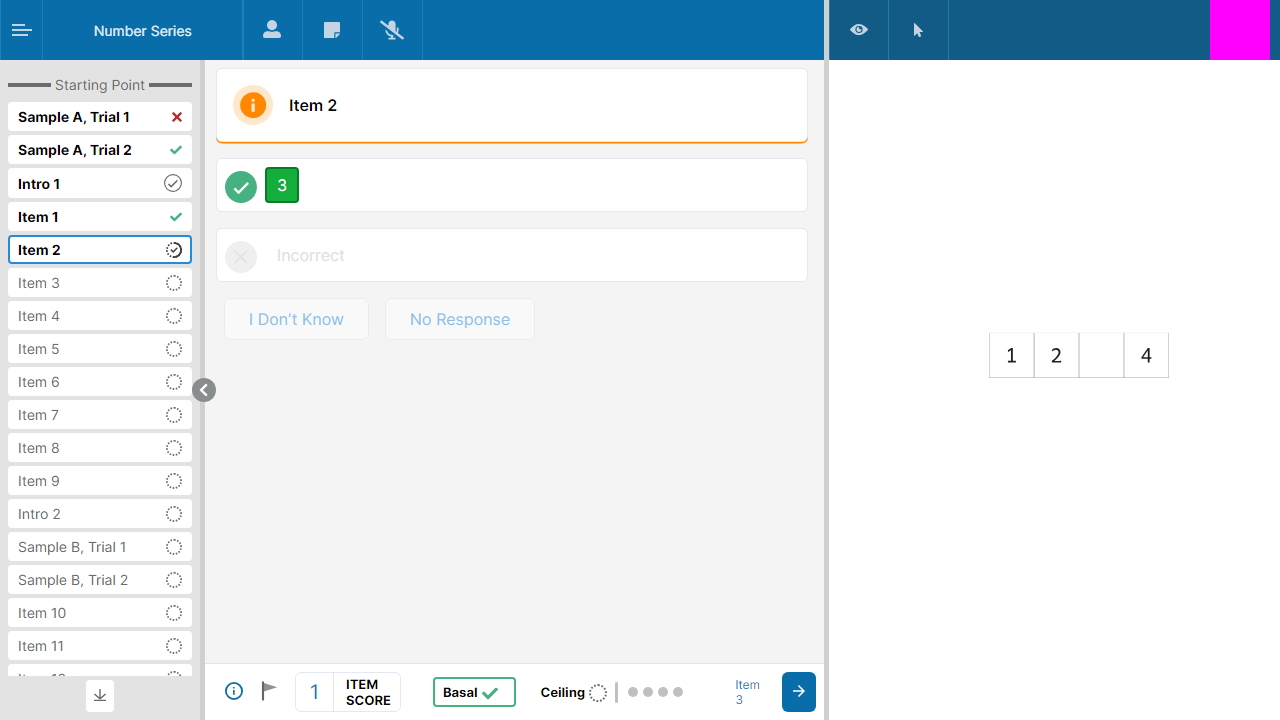 Number Series
Starting Point
Sample A, Trial 1
Sample A, Trial 2
Intro 1
Item 1
Item 2
Item 3
Item 4
Item 5
Item 6
Item 7
Item 8
Item 9
Intro 2
Sample B, Trial 1
Sample B, Trial 2
Item 10
Item 11
Item 2
3
Incorrect
I Don't Know
No Response
1 ITEM SCORE
Basal
Ceiling
Item 3
1 2 4